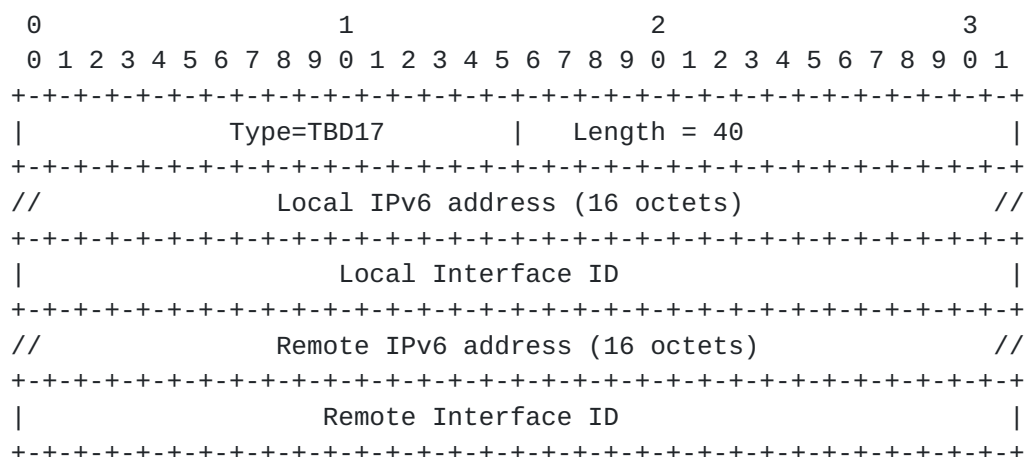 0                   1                   2                   3
 0 1 2 3 4 5 6 7 8 9 0 1 2 3 4 5 6 7 8 9 0 1 2 3 4 5 6 7 8 9 0 1
+-+-+-+-+-+-+-+-+-+-+-+-+-+-+-+-+-+-+-+-+-+-+-+-+-+-+-+-+-+-+-+-+
|             Type=TBD17        |   Length = 40                 |
+-+-+-+-+-+-+-+-+-+-+-+-+-+-+-+-+-+-+-+-+-+-+-+-+-+-+-+-+-+-+-+-+
//               Local IPv6 address (16 octets)                //
+-+-+-+-+-+-+-+-+-+-+-+-+-+-+-+-+-+-+-+-+-+-+-+-+-+-+-+-+-+-+-+-+
|                    Local Interface ID                         |
+-+-+-+-+-+-+-+-+-+-+-+-+-+-+-+-+-+-+-+-+-+-+-+-+-+-+-+-+-+-+-+-+
//               Remote IPv6 address (16 octets)               //
+-+-+-+-+-+-+-+-+-+-+-+-+-+-+-+-+-+-+-+-+-+-+-+-+-+-+-+-+-+-+-+-+
|                   Remote Interface ID                         |
+-+-+-+-+-+-+-+-+-+-+-+-+-+-+-+-+-+-+-+-+-+-+-+-+-+-+-+-+-+-+-+-+